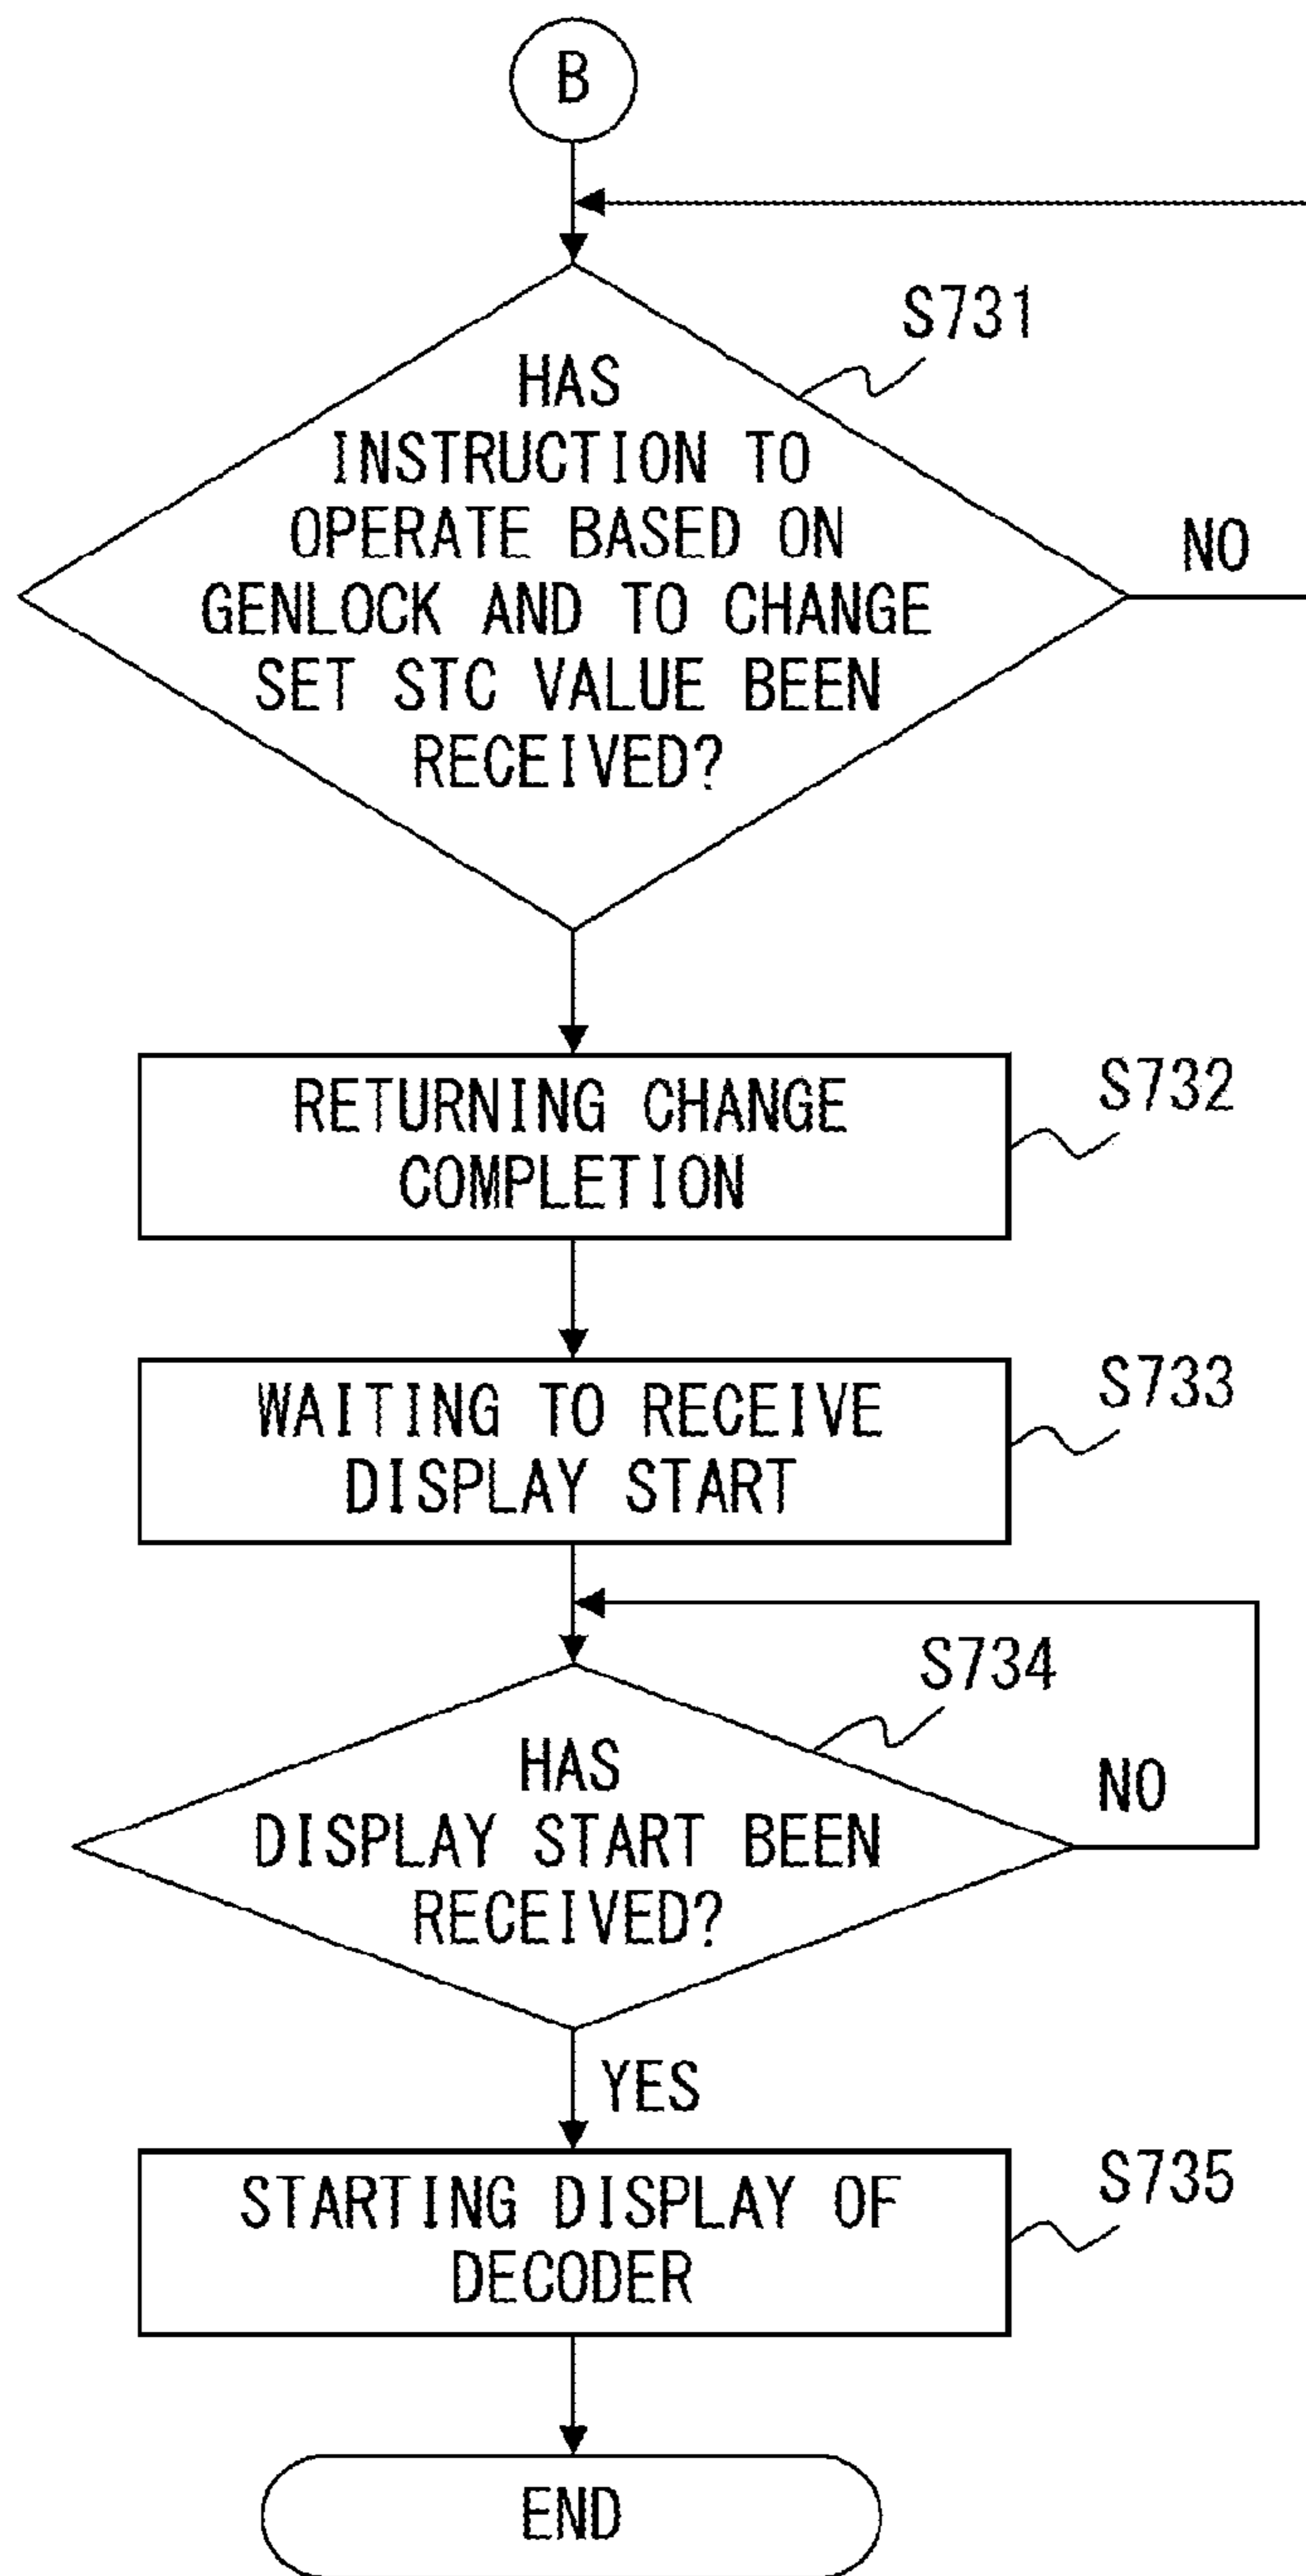 B
S731
HAS
INSTRUCTION TO
OPERATE BASED ON
GENLOCK AND TO CHANGE
SET STC VALUE BEEN
RECEIVED?
NO
S732
RETURNING CHANGE
COMPLETION
S733
WAITING TO RECEIVE
DISPLAY START
S734
HAS
DISPLAY START BEEN
RECEIVED?
NO
YES
S735
STARTING DISPLAY OF
DECODER
END